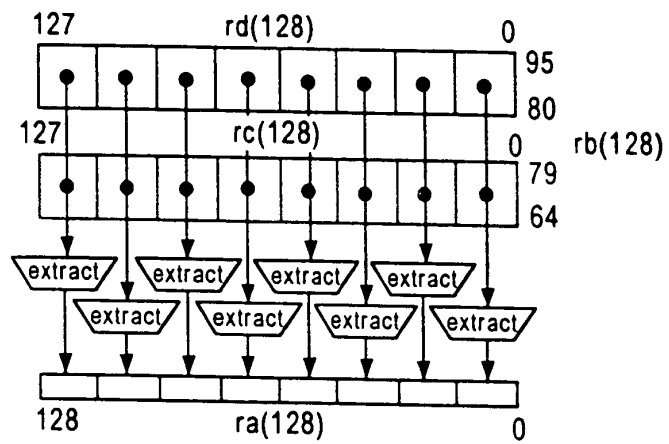 127 rd(128) 0
95
80
127 rc(128) 0 rb(128)
79
64
extract extract extract extract
extract extract extract extract
128 ra(128) 0